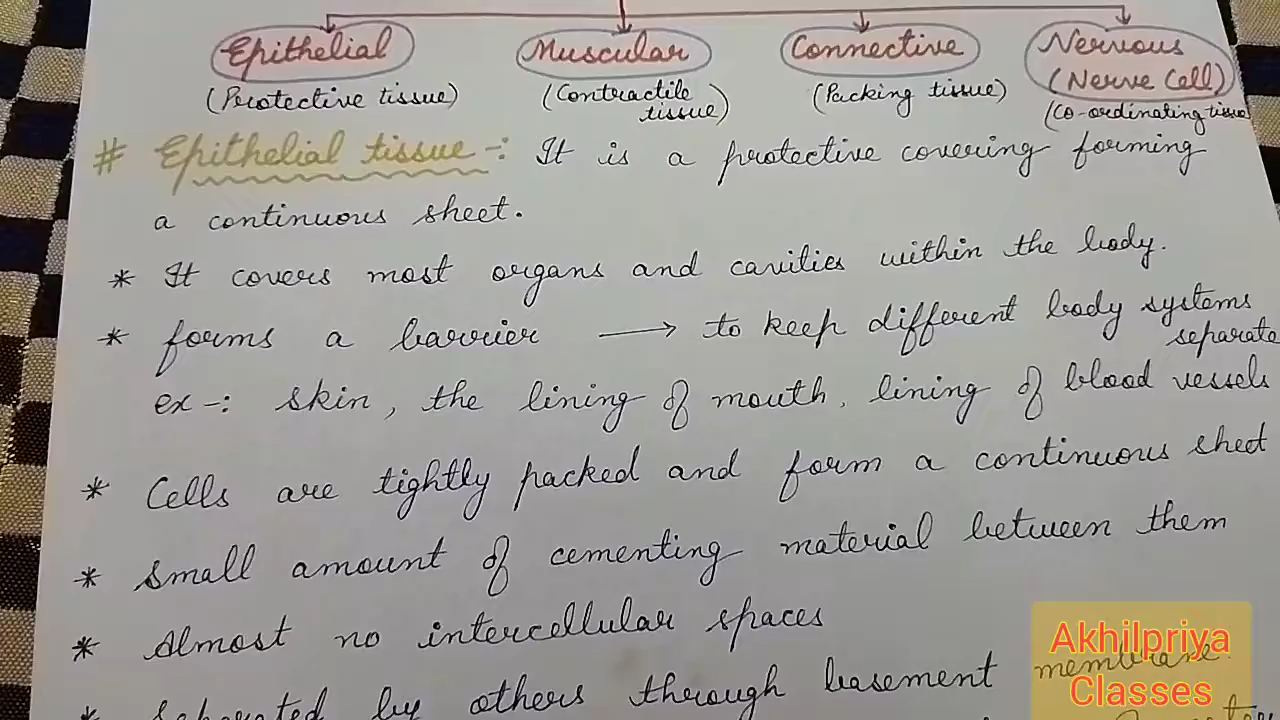 Epithelial Muscular Connective Nervous
(Nerve Cell)
(Protective tissue) (Contractile tissue) (Packing tissue) (Co-ordinating tissue
# Epithelial tissue -: It is a protective covering forming
a continuous sheet.
* It covers most organs and cavities within the body.
* forms a barrier → to keep different body systems
separate
ex -: skin, the lining of mouth, lining of blood vessels
* Cells are tightly packed and form a continuous sheet
* Small amount of cementing material between them
* Almost no intercellular spaces
* Separated by others through basement membrane.
Akhilpriya
Classes